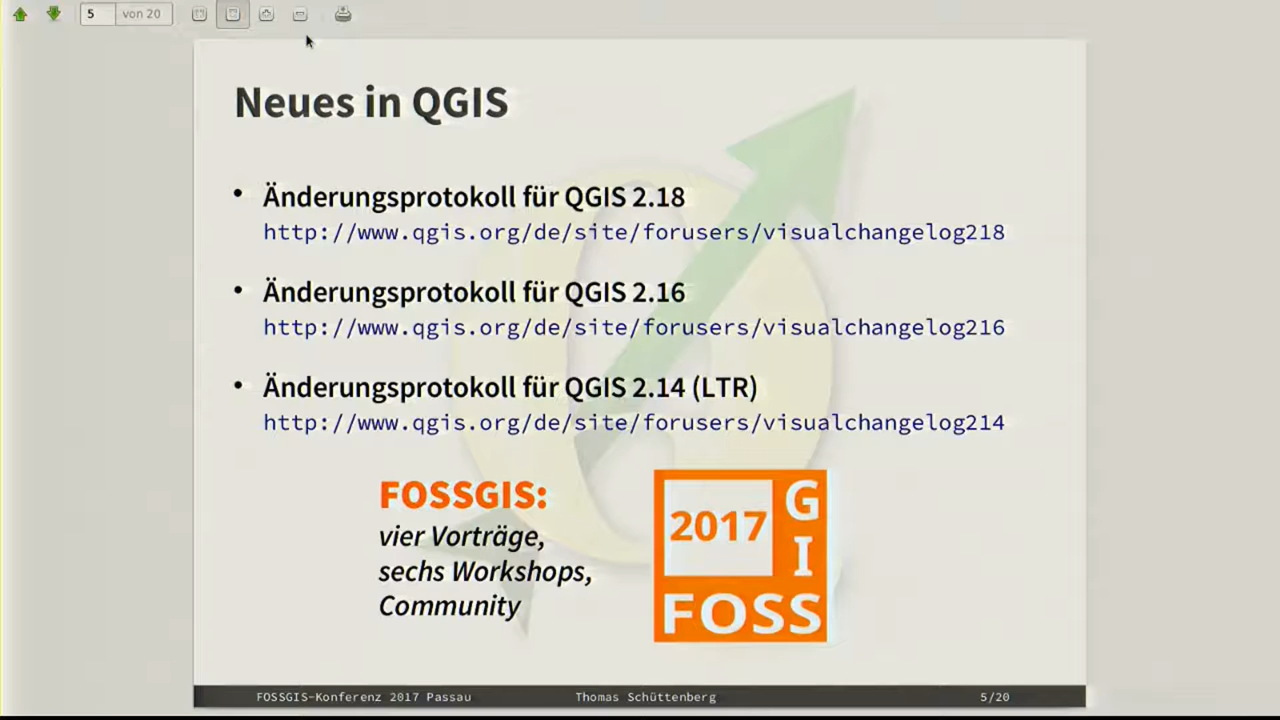 5 von 20
Neues in QGIS
• Änderungsprotokoll für QGIS 2.18
http://www.qgis.org/de/site/forusers/visualchangelog218
• Änderungsprotokoll für QGIS 2.16
http://www.qgis.org/de/site/forusers/visualchangelog216
• Änderungsprotokoll für QGIS 2.14 (LTR)
http://www.qgis.org/de/site/forusers/visualchangelog214
FOSSGIS:
vier Vorträge,
sechs Workshops,
Community
2017
G
I
FOSS
FOSSGIS-Konferenz 2017 Passau Thomas Schüttenberg 5/20